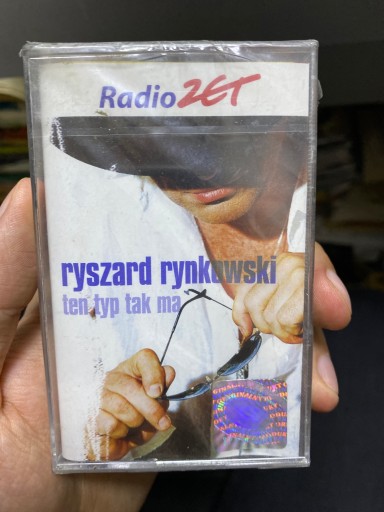 Radio ZET
ryszard rynkowski
ten typ tak ma